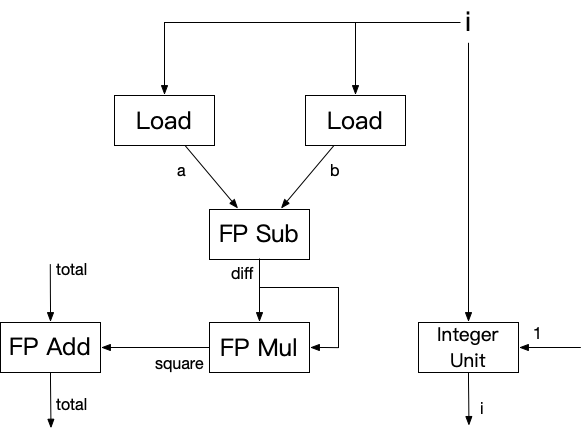 i
Load
Load
a
b
FP Sub
diff
total
1
FP Add
FP Mul
Integer
Unit
square
total
i